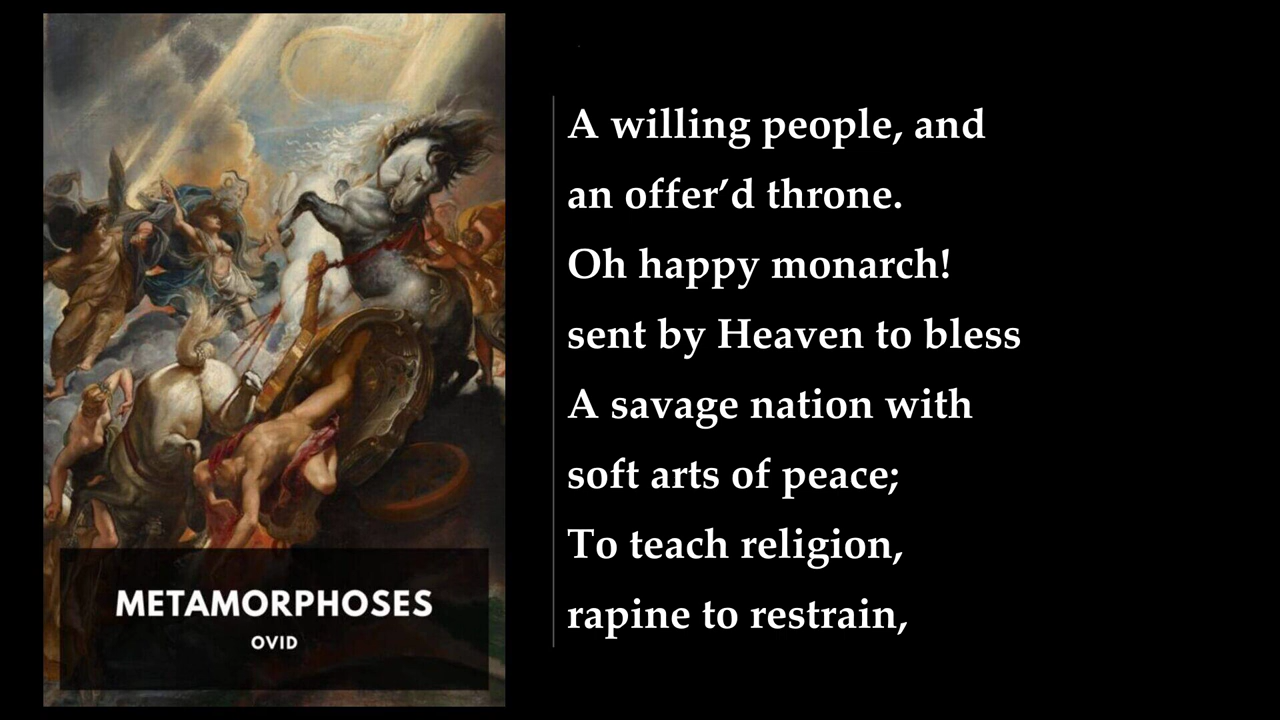 METAMORPHOSES
OVID
A willing people, and
an offer’d throne.
Oh happy monarch!
sent by Heaven to bless
A savage nation with
soft arts of peace;
To teach religion,
rapine to restrain,